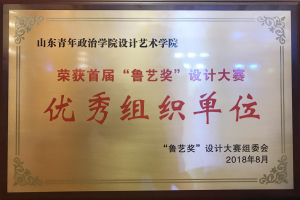 山东青年政治学院设计艺术学院
荣获首届“鲁艺奖”设计大赛
优秀组织单位
“鲁艺奖”设计大赛组委会
2018年8月